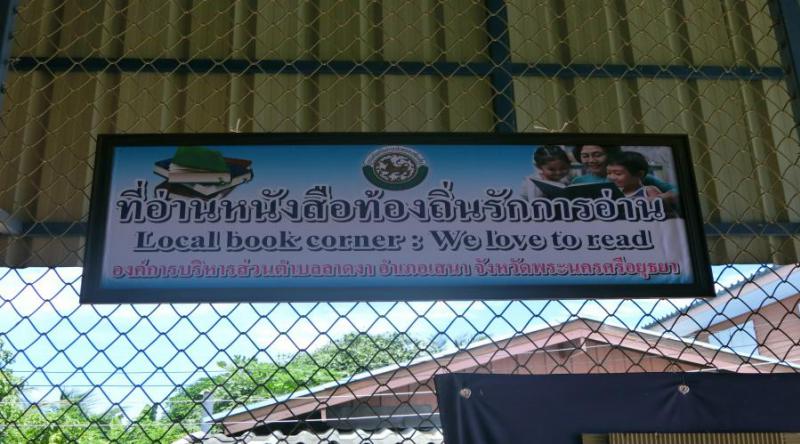 ที่อ่านหนังสือท้องถิ่นรักการอ่าน
Local book corner : We love to read
องค์การบริหารส่วนตำบลลาดงา อำเภอเสนา จังหวัดพระนครศรีอยุธยา